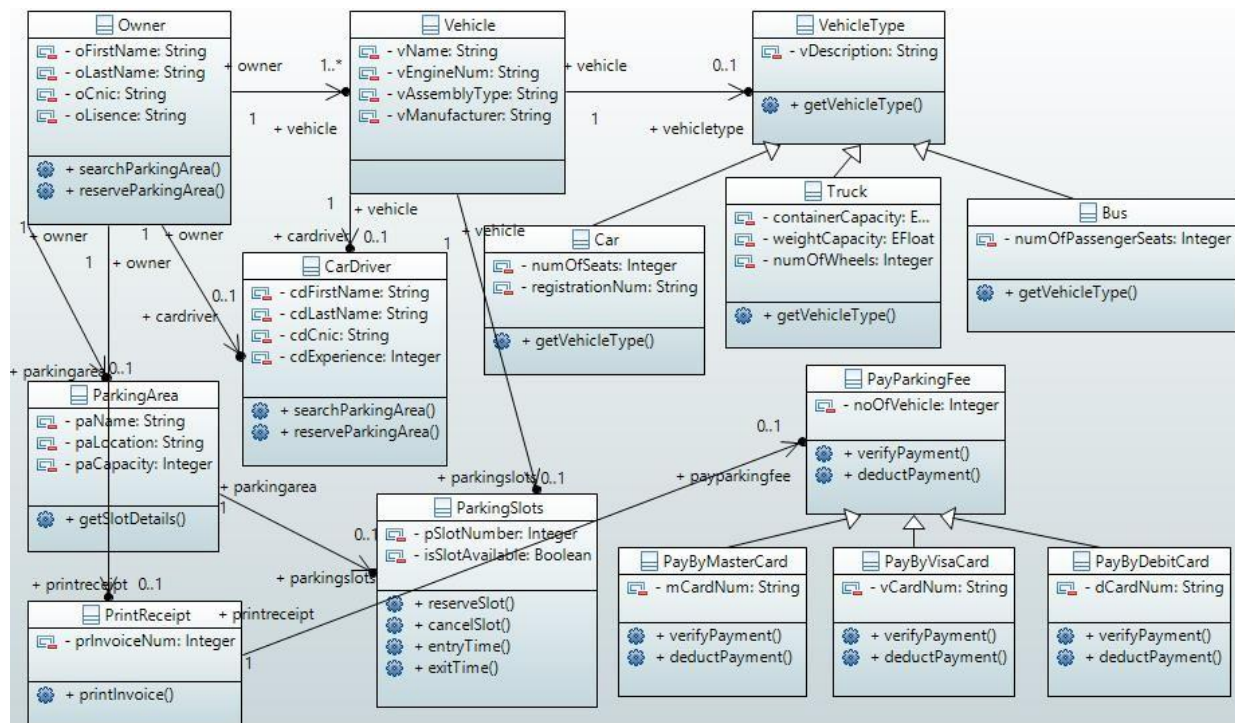 Owner
- oFirstName: String
- oLastName: String
- oCnic: String
- oLisence: String
+ searchParkingArea()
+ reserveParkingArea()
+ owner
1..*
1
+ vehicle
Vehicle
- vName: String
- vEngineNum: String
- vAssemblyType: String
- vManufacturer: String
+ vehicle
0..1
1
+ vehicletype
VehicleType
- vDescription: String
+ getVehicleType()
1
+ owner
1
+ owner
1
+ owner
1
+ vehicle
+ cardriver
0..1
1
+ vehicle
0..1
+ cardriver
+ parkingarea
0..1
CarDriver
- cdFirstName: String
- cdLastName: String
- cdCnic: String
- cdExperience: Integer
+ searchParkingArea()
+ reserveParkingArea()
Car
- numOfSeats: Integer
- registrationNum: String
+ getVehicleType()
Truck
- containerCapacity: E...
- weightCapacity: EFloat
- numOfWheels: Integer
+ getVehicleType()
Bus
- numOfPassengerSeats: Integer
+ getVehicleType()
ParkingArea
- paName: String
- paLocation: String
- paCapacity: Integer
+ getSlotDetails()
+ parkingarea
1
0..1
+ parkingslots
+ parkingslots
0..1
ParkingSlots
- pSlotNumber: Integer
- isSlotAvailable: Boolean
+ reserveSlot()
+ cancelSlot()
+ entryTime()
+ exitTime()
0..1
+ payparkingfee
PayParkingFee
- noOfVehicle: Integer
+ verifyPayment()
+ deductPayment()
+ printreceipt
0..1
PrintReceipt
- prInvoiceNum: Integer
+ printInvoice()
+ printreceipt
1
PayByMasterCard
- mCardNum: String
+ verifyPayment()
+ deductPayment()
PayByVisaCard
- vCardNum: String
+ verifyPayment()
+ deductPayment()
PayByDebitCard
- dCardNum: String
+ verifyPayment()
+ deductPayment()